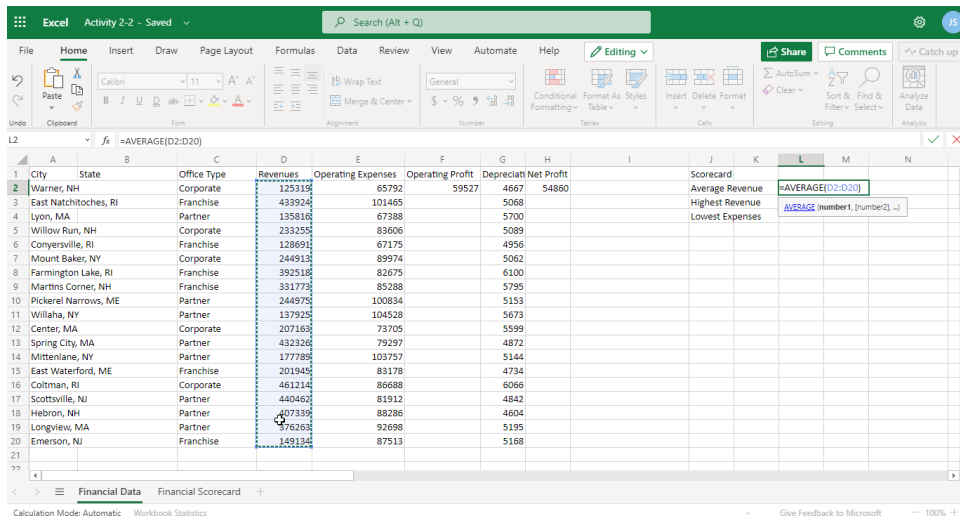 Excel Activity 2-2 - Saved Search (Alt + Q) JS
File Home Insert Draw Page Layout Formulas Data Review View Automate Help Editing Share Comments Catch up
Calibri 11 A^ A˅ Wrap Text General AutoSum
Paste B I U D ab A Merge & Center $ % 9 Conditional Format As Styles Insert Delete Format Clear Sort & Find & Analyze
Formatting Table Filter Select Data
Undo Clipboard Font Alignment Number Tables Cells Editing Analysis
L2 fx =AVERAGE(D2:D20)
A B C D E F G H I J K L M N
1 City State Office Type Revenues Operating Expenses Operating Profit Depreciati Net Profit Scorecard
2 Warner, NH Corporate 125319 65792 59527 4667 54860 Average Revenue =AVERAGE(D2:D20)
3 East Natchitoches, RI Franchise 433924 101465 5068 Highest Revenue AVERAGE (number1, [number2], ...)
4 Lyon, MA Partner 135816 67388 5700 Lowest Expenses
5 Willow Run, NH Corporate 233255 83606 5089
6 Conyersville, RI Franchise 128691 67175 4956
7 Mount Baker, NY Corporate 244913 89974 5062
8 Farmington Lake, RI Franchise 392518 82675 6100
9 Martins Corner, NH Franchise 331773 85288 5795
10 Pickerel Narrows, ME Partner 244975 100834 5153
11 Willaha, NY Partner 137925 104528 5673
12 Center, MA Corporate 207163 73705 5599
13 Spring City, MA Partner 432326 79297 4872
14 Mittenlane, NY Partner 177789 103757 5144
15 East Waterford, ME Franchise 201945 83178 4734
16 Coltman, RI Corporate 461214 86688 6066
17 Scottsville, NJ Partner 440462 81912 4842
18 Hebron, NH Partner 407339 88286 4604
19 Longview, MA Partner 376263 92698 5195
20 Emerson, NJ Franchise 149134 87513 5168
21
22
Financial Data Financial Scorecard
Calculation Mode: Automatic Workbook Statistics Give Feedback to Microsoft 100%